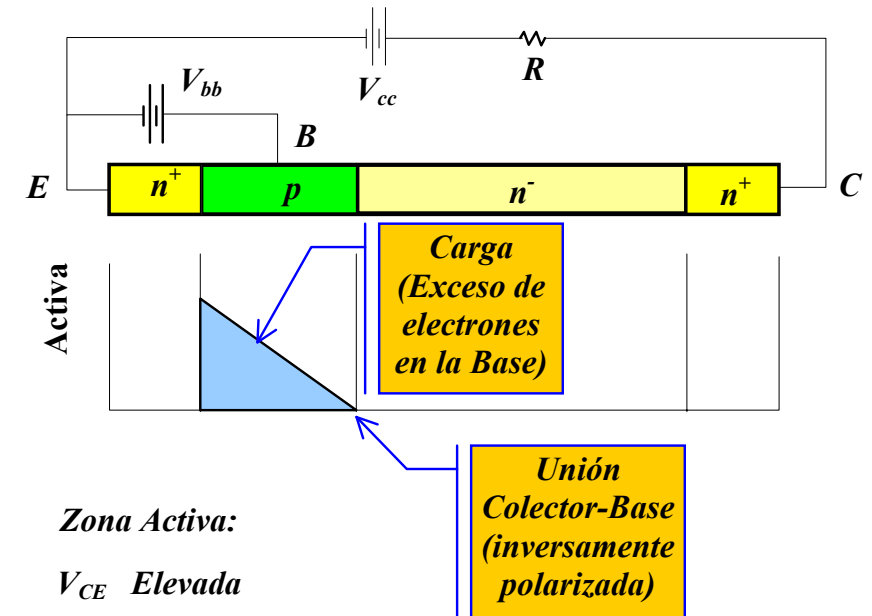 V_bb
V_cc
R
B
E
n^+
p
n^-
n^+
C
Activa
Carga
(Exceso de
electrones
en la Base)
Unión
Colector-Base
(inversamente
polarizada)
Zona Activa:
V_CE Elevada